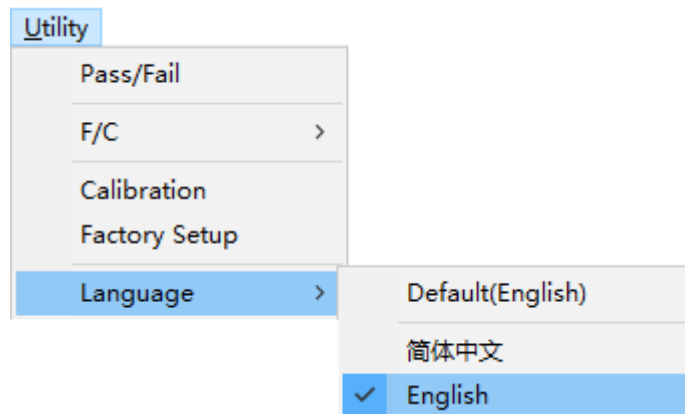 Utility
Pass/Fail
F/C
Calibration
Factory Setup
Language
Default(English)
简体中文
English